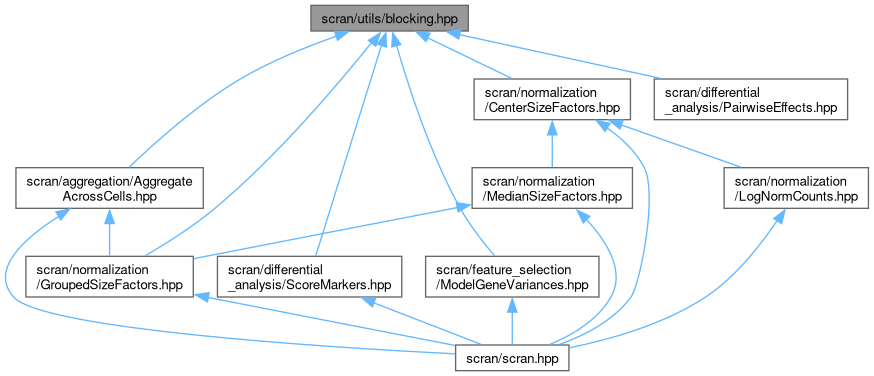 scran/utils/blocking.hpp
scran/normalization
/CenterSizeFactors.hpp
scran/differential
_analysis/PairwiseEffects.hpp
scran/aggregation/Aggregate
AcrossCells.hpp
scran/normalization
/MedianSizeFactors.hpp
scran/normalization
/LogNormCounts.hpp
scran/normalization
/GroupedSizeFactors.hpp
scran/differential
_analysis/ScoreMarkers.hpp
scran/feature_selection
/ModelGeneVariances.hpp
scran/scran.hpp